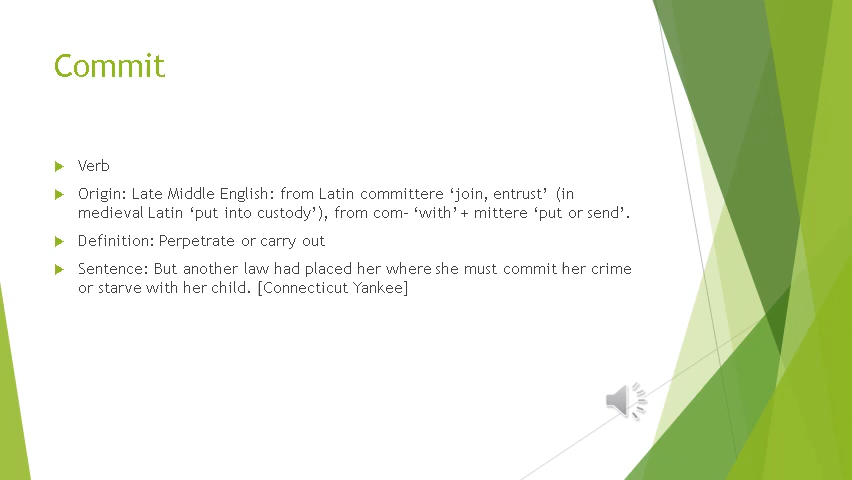 Commit
Verb
Origin: Late Middle English: from Latin committere ‘join, entrust’ (in
medieval Latin ‘put into custody’), from com- ‘with’ + mittere ‘put or send’.
Definition: Perpetrate or carry out
Sentence: But another law had placed her where she must commit her crime
or starve with her child. [Connecticut Yankee]